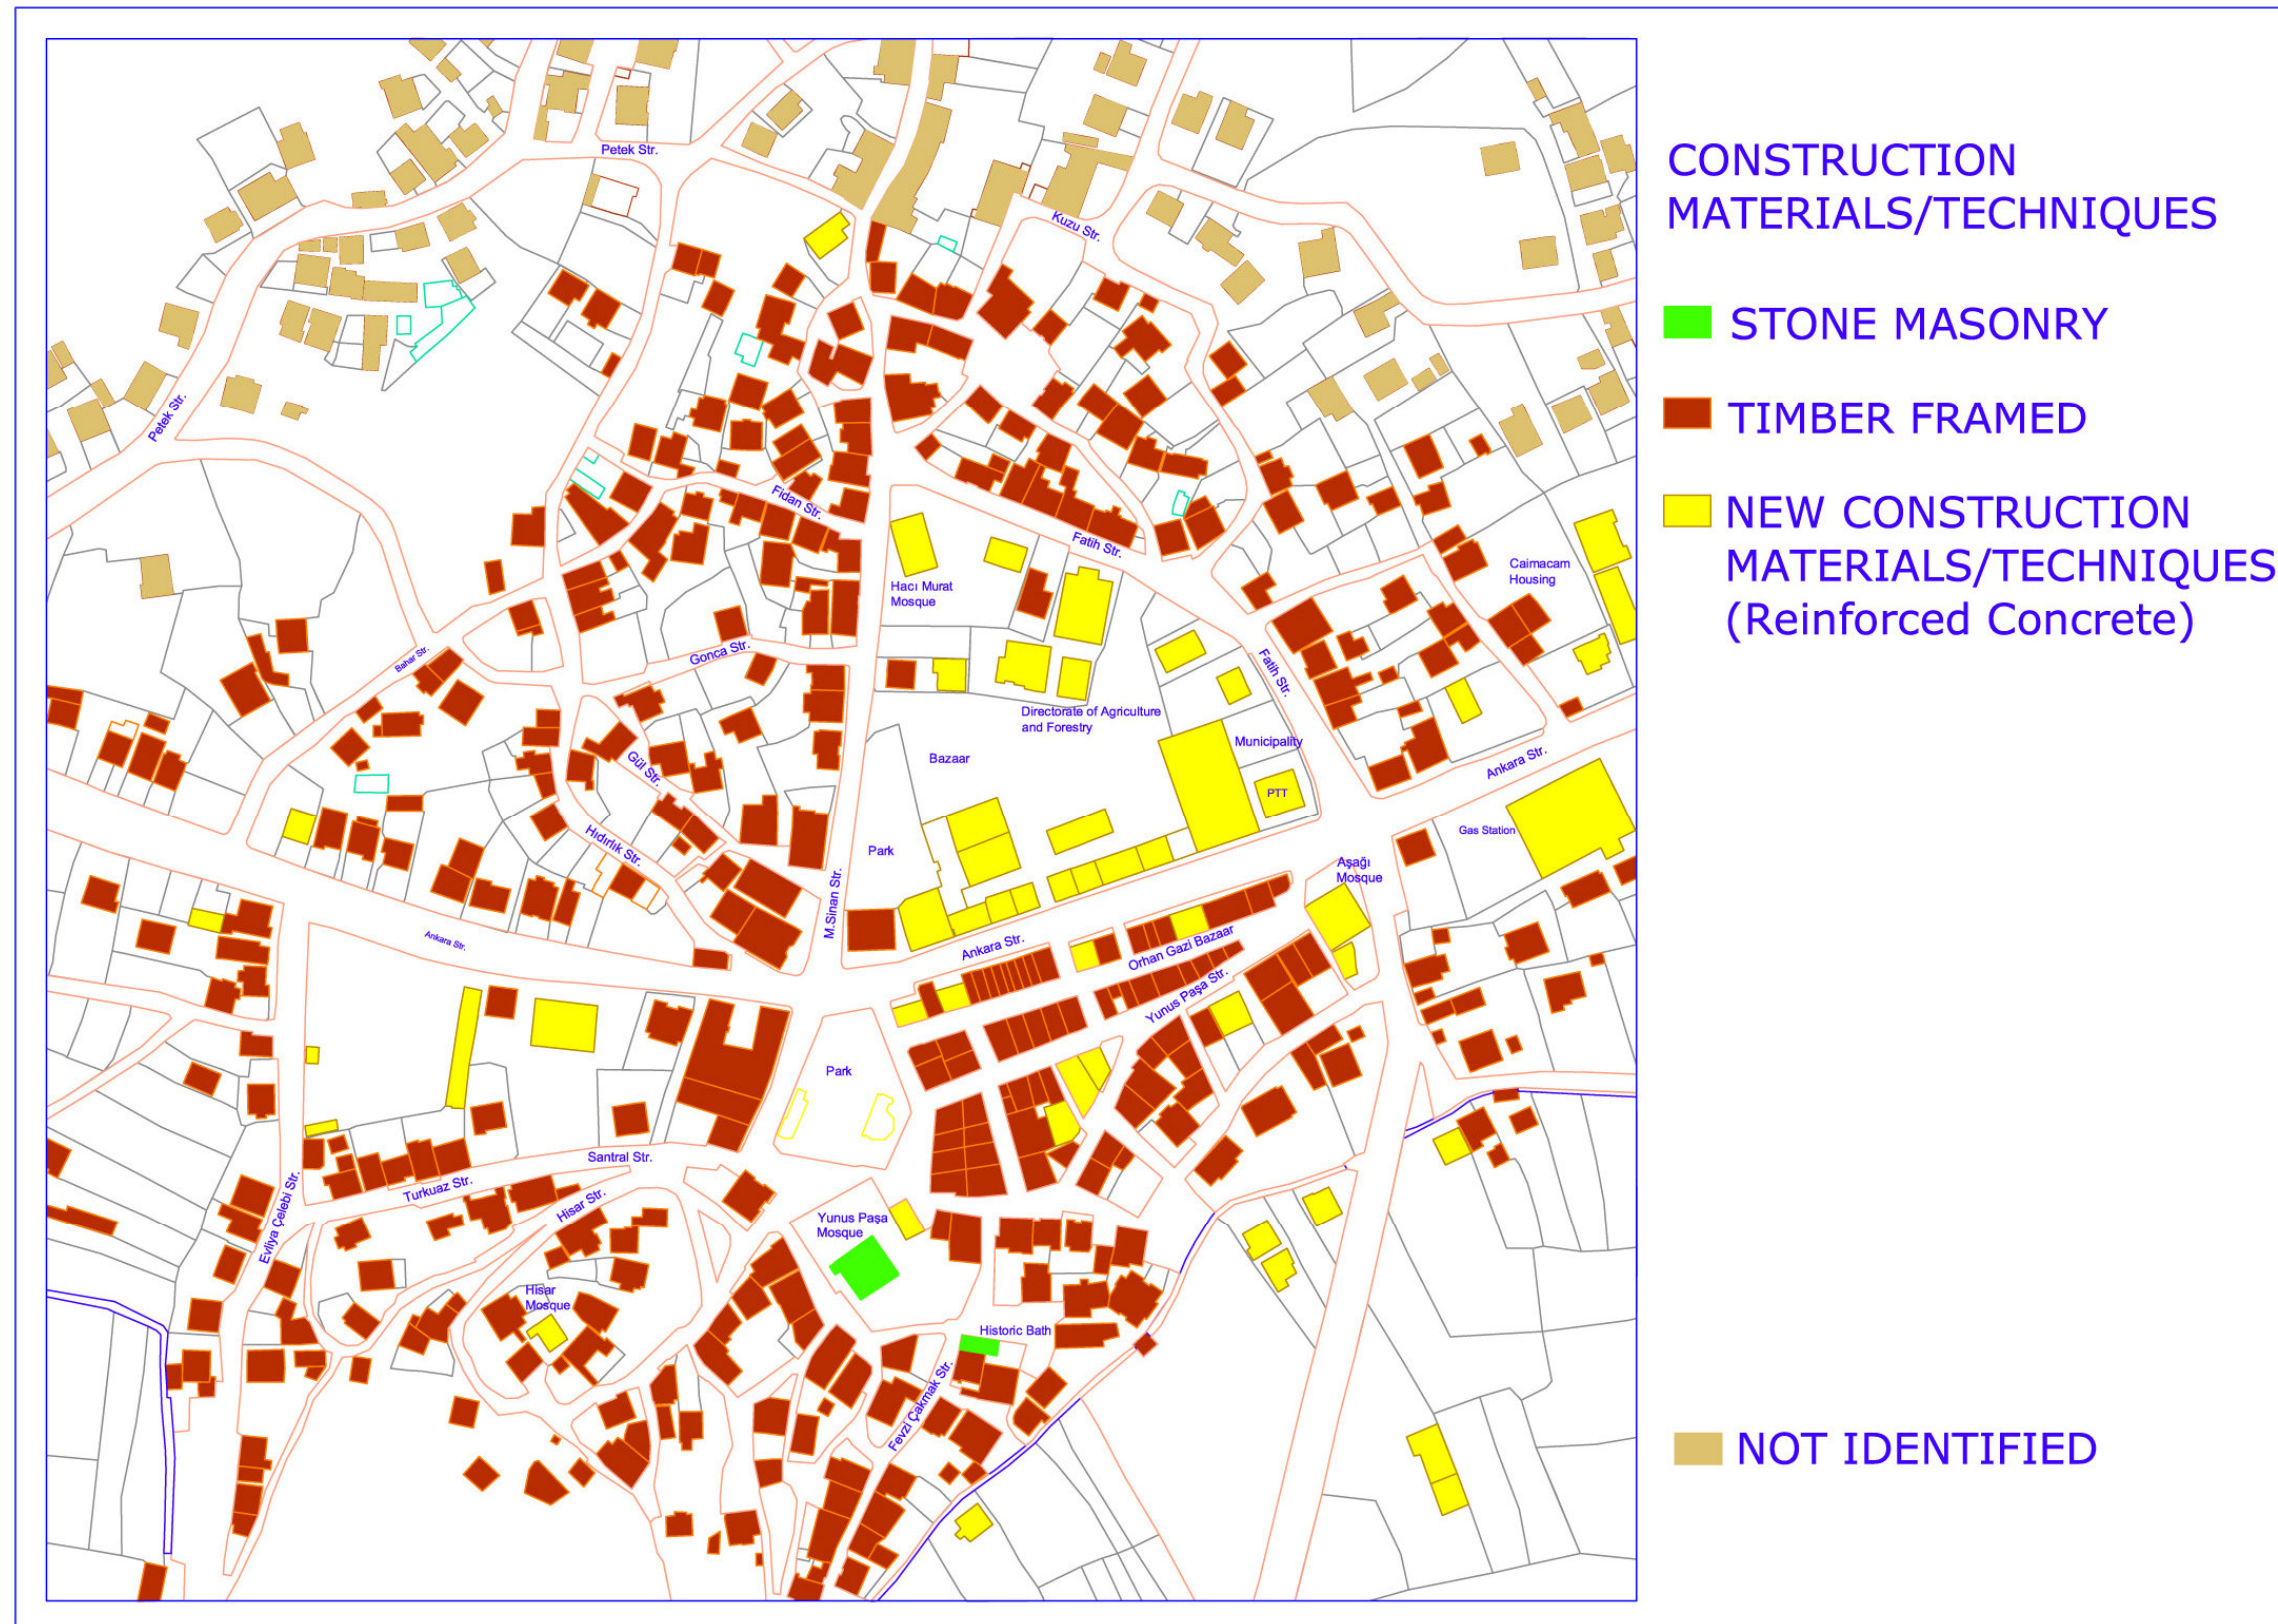 Petek Str.
Kuzu Str.
Petek Str.
Fidan Str.
Fatih Str.
Hacı Murat
Mosque
Caimacam
Housing
Bahar Str.
Gonca Str.
Fatih Str.
Directorate of Agriculture
and Forestry
Municipality
Bazaar
Ankara Str.
Gül Str.
PTT
Gas Station
Hıdırlık Str.
Park
Aşağı
Mosque
M.Sinan Str.
Ankara Str.
Ankara Str.
Orhan Gazi Bazaar
Yunus Paşa Str.
Park
Santral Str.
Turkuaz Str.
Hisar Str.
Evliya Çelebi Str.
Yunus Paşa
Mosque
Hisar
Mosque
Historic Bath
Fevzi Çakmak Str.
CONSTRUCTION
MATERIALS/TECHNIQUES
STONE MASONRY
TIMBER FRAMED
NEW CONSTRUCTION
MATERIALS/TECHNIQUES
(Reinforced Concrete)
NOT IDENTIFIED